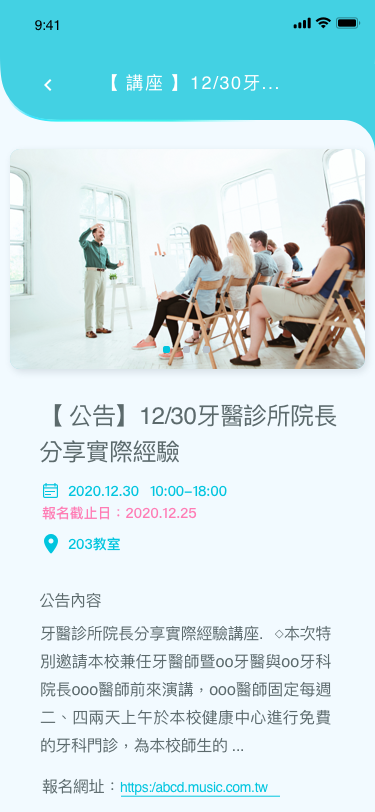 9:41
【 講座 】12/30牙...
【 公告】12/30牙醫診所院長
分享實際經驗
2020.12.30 10:00-18:00
報名截止日：2020.12.25
203教室
公告內容
牙醫診所院長分享實際經驗講座. ◇本次特
別邀請本校兼任牙醫師暨oo牙醫與oo牙科
院長ooo醫師前來演講，ooo醫師固定每週
二、四兩天上午於本校健康中心進行免費
的牙科門診，為本校師生的 ...
報名網址：https:/abcd.music.com.tw